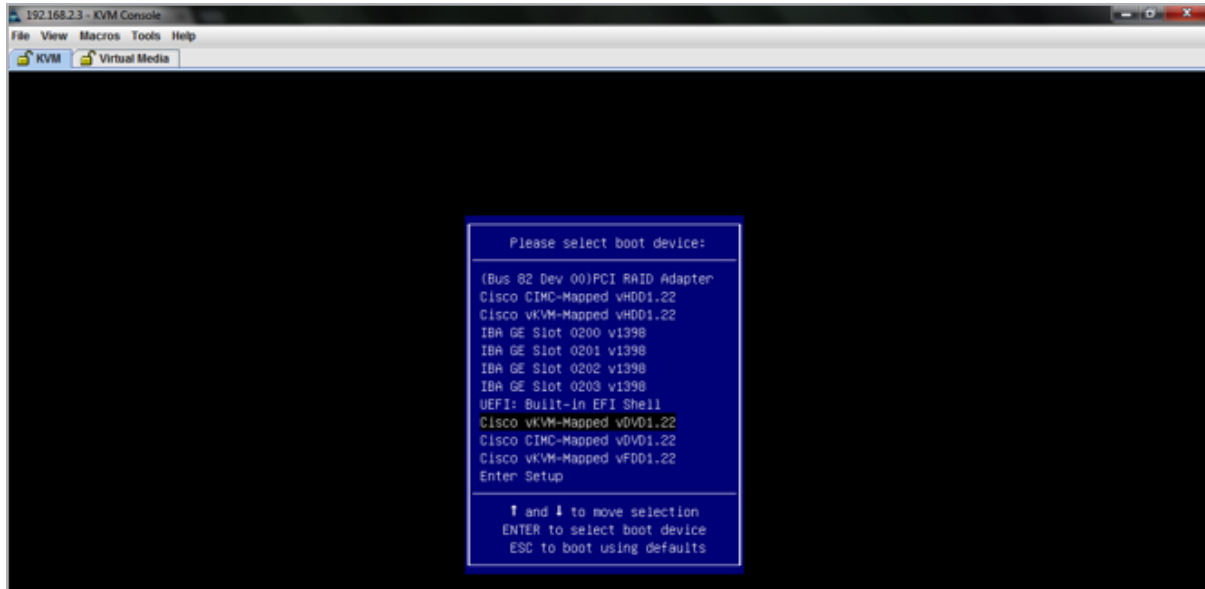 192.168.2.3 - KVM Console
File View Macros Tools Help
KVM Virtual Media
Please select boot device:
(Bus 82 Dev 00)PCI RAID Adapter
Cisco CIMC-Mapped vHDD1.22
Cisco vKVM-Mapped vHDD1.22
IBA GE Slot 0200 v1398
IBA GE Slot 0201 v1398
IBA GE Slot 0202 v1398
IBA GE Slot 0203 v1398
UEFI: Built-in EFI Shell
Cisco vKVM-Mapped vDVD1.22
Cisco CIMC-Mapped vDVD1.22
Cisco vKVM-Mapped vFDD1.22
Enter Setup
↑ and ↓ to move selection
ENTER to select boot device
ESC to boot using defaults